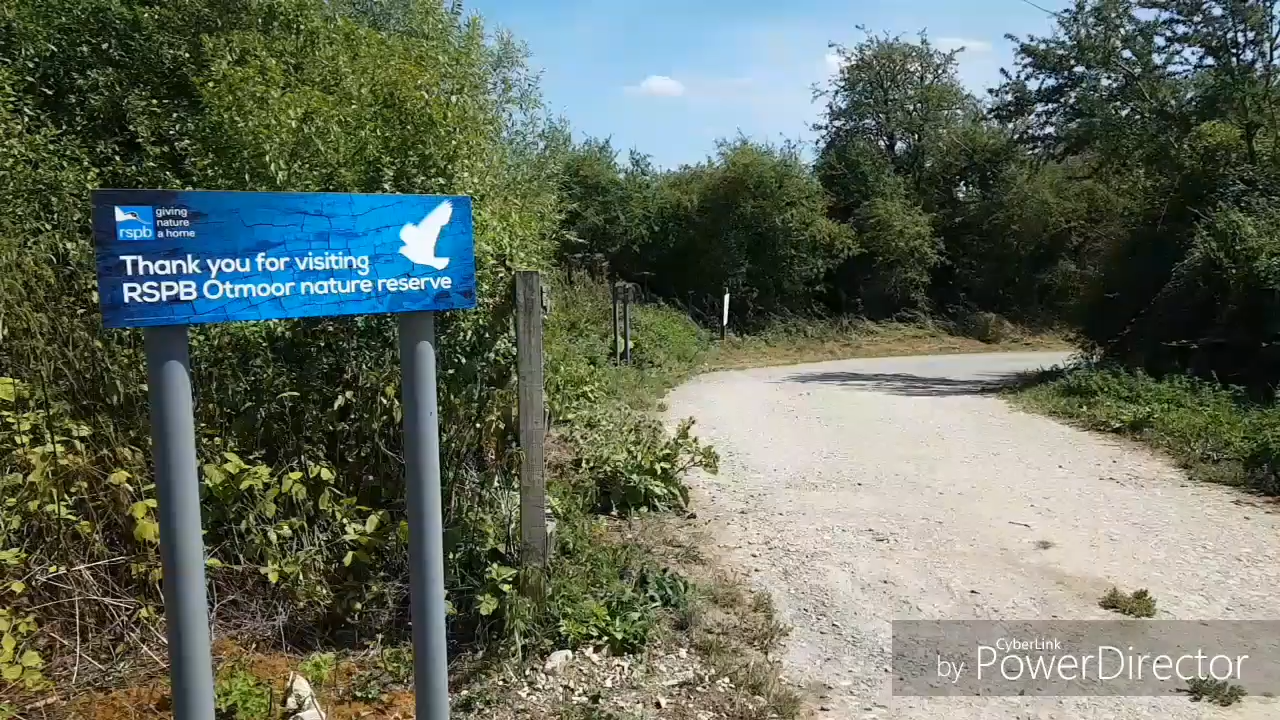 giving
nature
a home
rspb
Thank you for visiting
RSPB Otmoor nature reserve
CyberLink
by PowerDirector